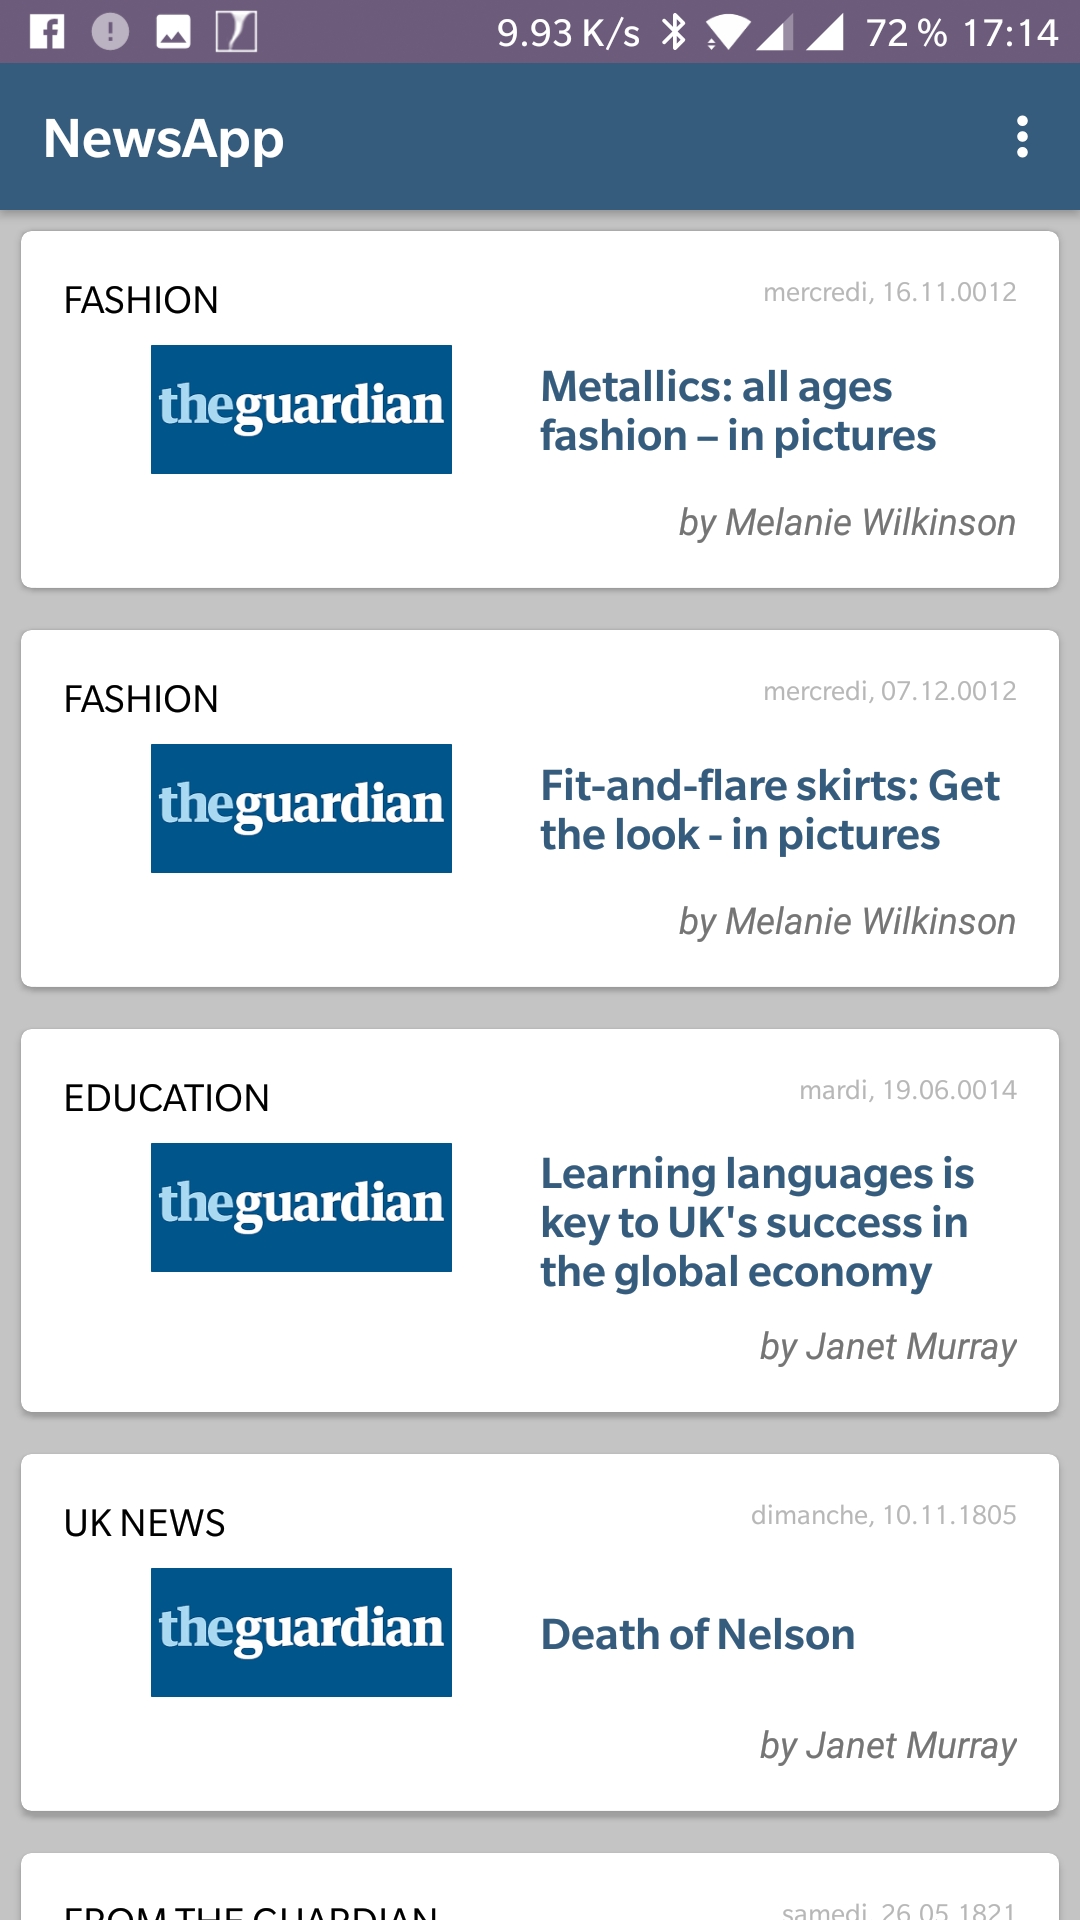 9.93 K/s 72 % 17:14
NewsApp
FASHION
mercredi, 16.11.0012
theguardian
Metallics: all ages
fashion – in pictures
by Melanie Wilkinson
FASHION
mercredi, 07.12.0012
theguardian
Fit-and-flare skirts: Get
the look - in pictures
by Melanie Wilkinson
EDUCATION
mardi, 19.06.0014
theguardian
Learning languages is
key to UK's success in
the global economy
by Janet Murray
UK NEWS
dimanche, 10.11.1805
theguardian
Death of Nelson
by Janet Murray
FROM THE GUARDIAN
samedi, 26.05.1821